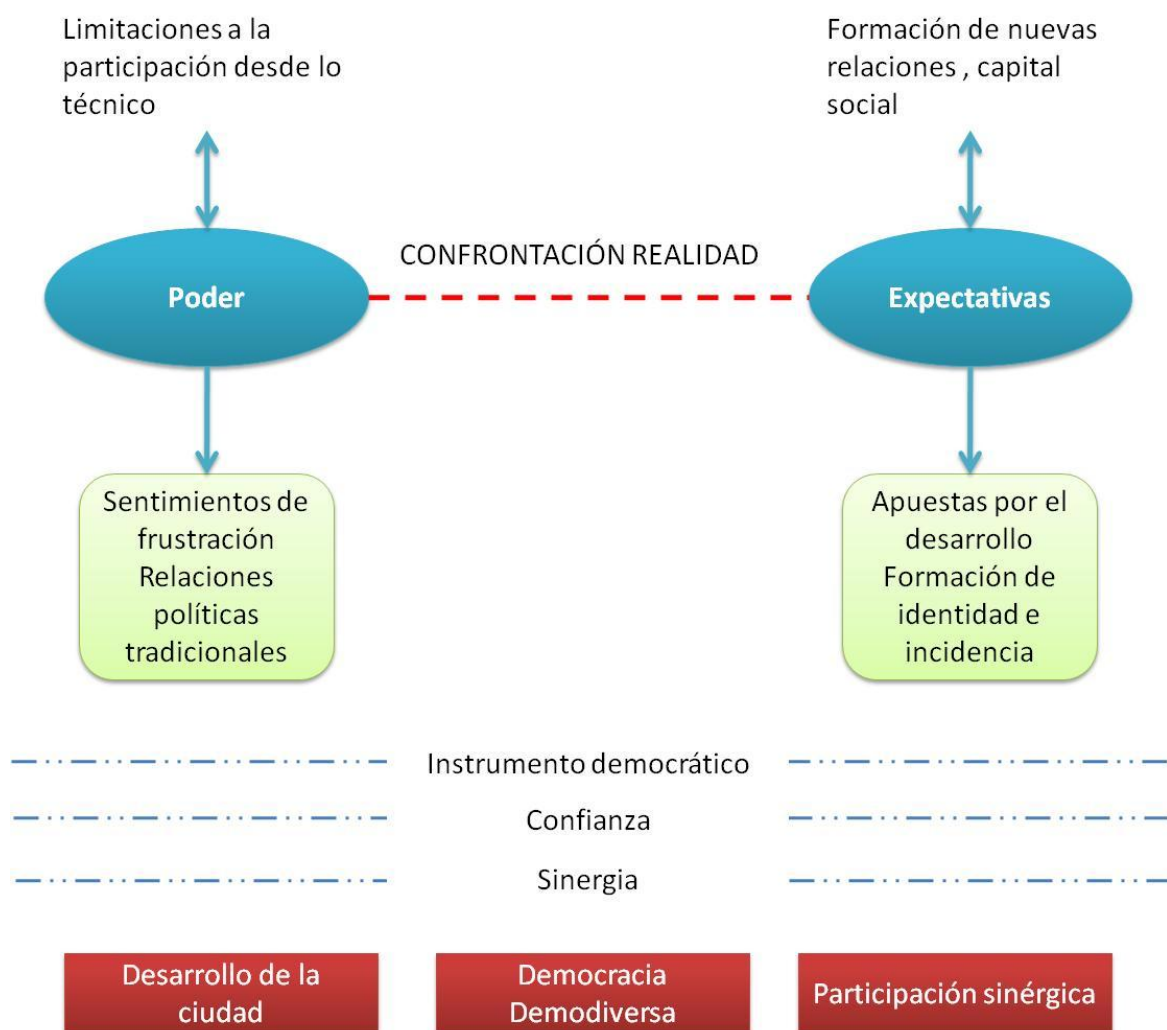 Limitaciones a la
participación desde lo
técnico
Formación de nuevas
relaciones , capital
social
CONFRONTACIÓN REALIDAD
Poder
Expectativas
Sentimientos de
frustración
Relaciones
políticas
tradicionales
Apuestas por el
desarrollo
Formación de
identidad e
incidencia
Instrumento democrático
Confianza
Sinergia
Desarrollo de la
ciudad
Democracia
Demodiversa
Participación sinérgica